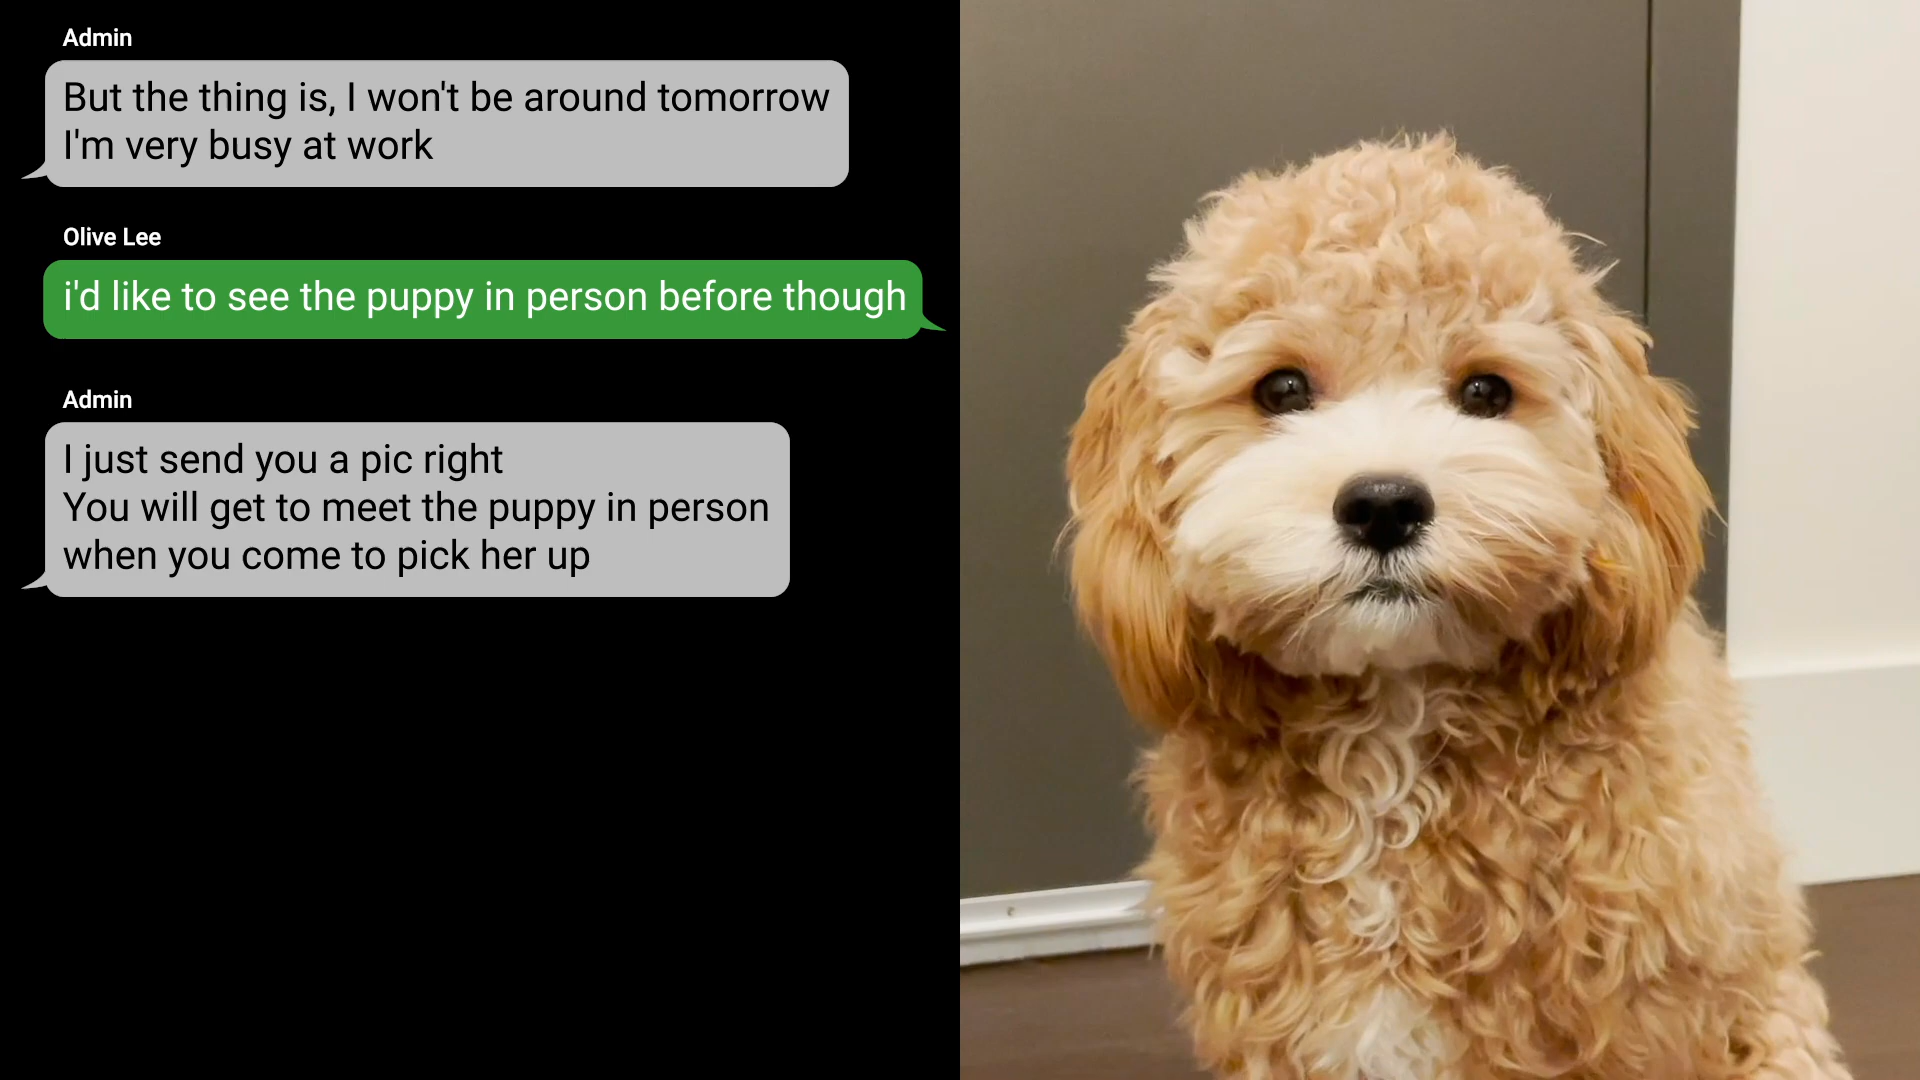 Admin
But the thing is, I won't be around tomorrow
I'm very busy at work
Olive Lee
i'd like to see the puppy in person before though
Admin
I just send you a pic right
You will get to meet the puppy in person
when you come to pick her up